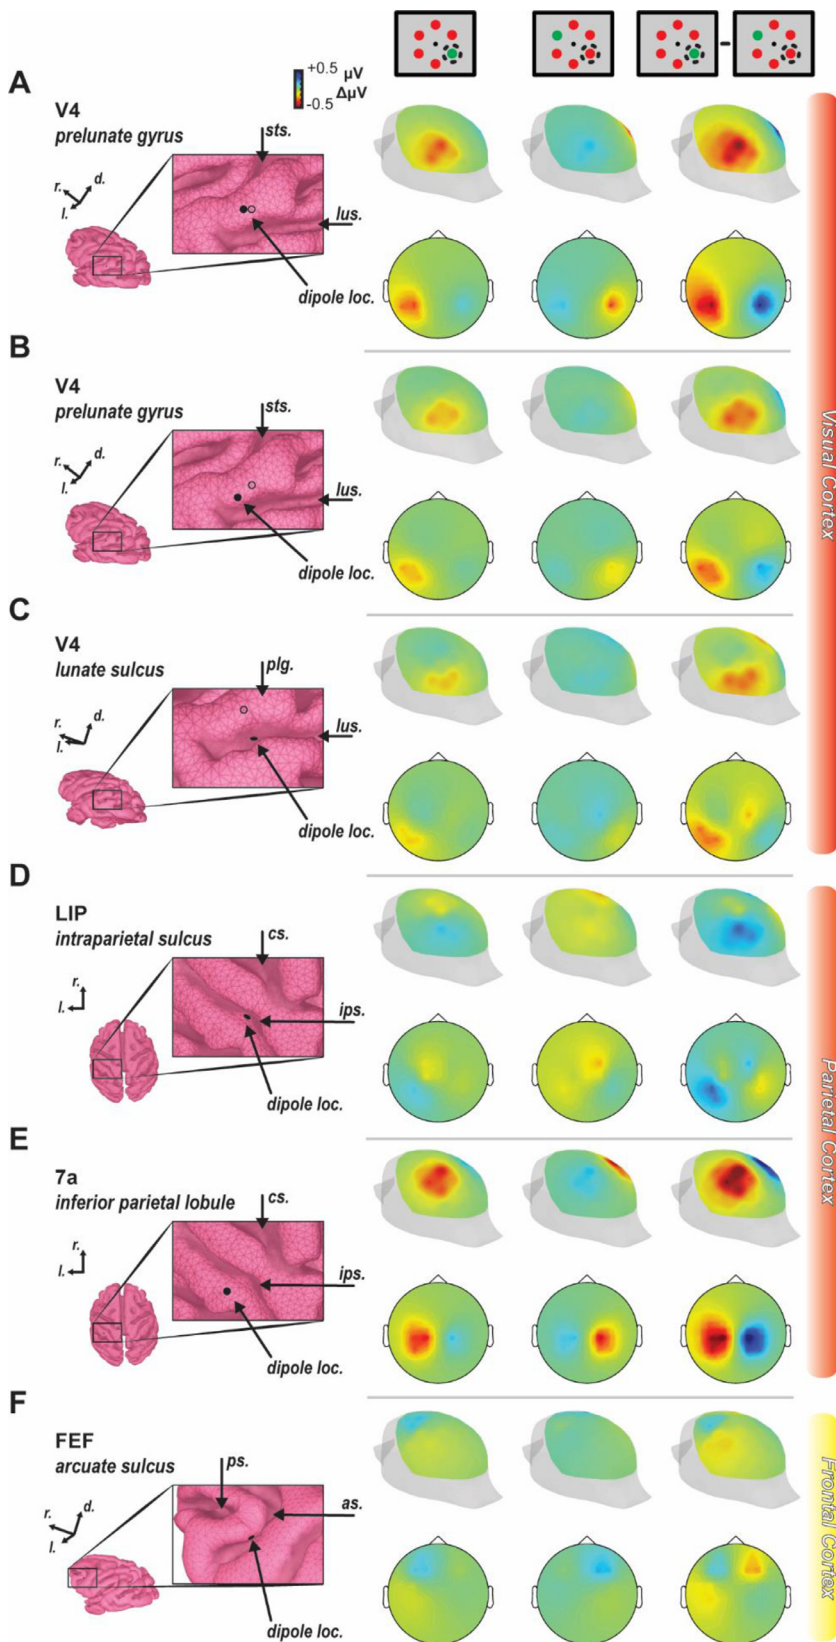 +0.5 μV
ΔμV
-0.5
A
V4
prelunate gyrus
sts.
r.
d.
l.
lus.
dipole loc.
B
V4
prelunate gyrus
sts.
r.
d.
l.
lus.
dipole loc.
C
V4
lunate sulcus
plg.
r.
d.
l.
lus.
dipole loc.
Visual Cortex
D
LIP
intraparietal sulcus
cs.
r.
l.
ips.
dipole loc.
E
7a
inferior parietal lobule
cs.
r.
l.
ips.
dipole loc.
Parietal Cortex
F
FEF
arcuate sulcus
ps.
as.
r.
d.
l.
dipole loc.
Frontal Cortex